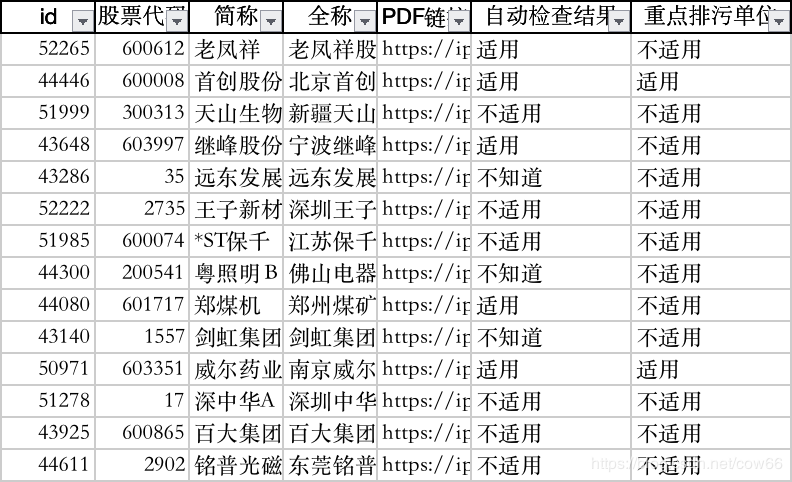 id 股票代码 简称 全称 PDF链接 自动检查结果 重点排污单位
52265 600612 老凤祥 老凤祥股 https://ip 适用 不适用
44446 600008 首创股份 北京首创 https://ip 适用 适用
51999 300313 天山生物 新疆天山 https://ip 不适用 不适用
43648 603997 继峰股份 宁波继峰 https://ip 适用 不适用
43286 35 远东发展 远东发展 https://ip 不知道 不适用
52222 2735 王子新材 深圳王子 https://ip 不适用 不适用
51985 600074 *ST保千 江苏保千 https://ip 不适用 不适用
44300 200541 粤照明B 佛山电器 https://ip 不知道 不适用
44080 601717 郑煤机 郑州煤矿 https://ip 适用 不适用
43140 1557 剑虹集团 剑虹集团 https://ip 不知道 不适用
50971 603351 威尔药业 南京威尔 https://ip 适用 适用
51278 17 深中华A 深圳中华 https://ip 不适用 不适用
43925 600865 百大集团 百大集团 https://ip 不适用 不适用
44611 2902 铭普光磁 东莞铭普 https://ip 不适用 不适用